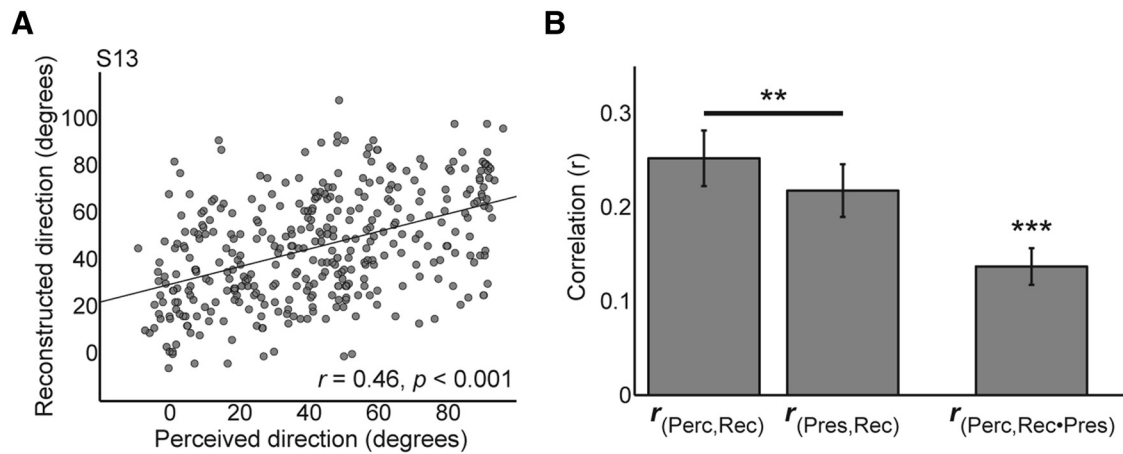 A
S13
Reconstructed direction (degrees)
100
80
60
40
20
0
r = 0.46, p < 0.001
0 20 40 60 80
Perceived direction (degrees)
B
Correlation (r)
0.3
0.2
0.1
0
**
***
r(Perc,Rec) r(Pres,Rec) r(Perc,Rec•Pres)